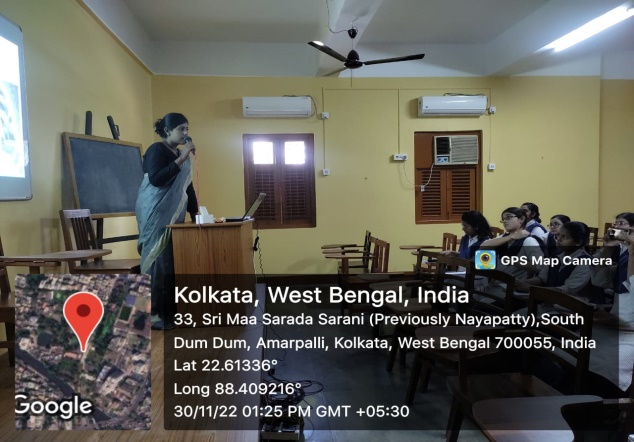 GPS Map Camera
Kolkata, West Bengal, India
33, Sri Maa Sarada Sarani (Previously Nayapatty),South
Dum Dum, Amarpalli, Kolkata, West Bengal 700055, India
Lat 22.61336°
Long 88.409216°
30/11/22 01:25 PM GMT +05:30
Google